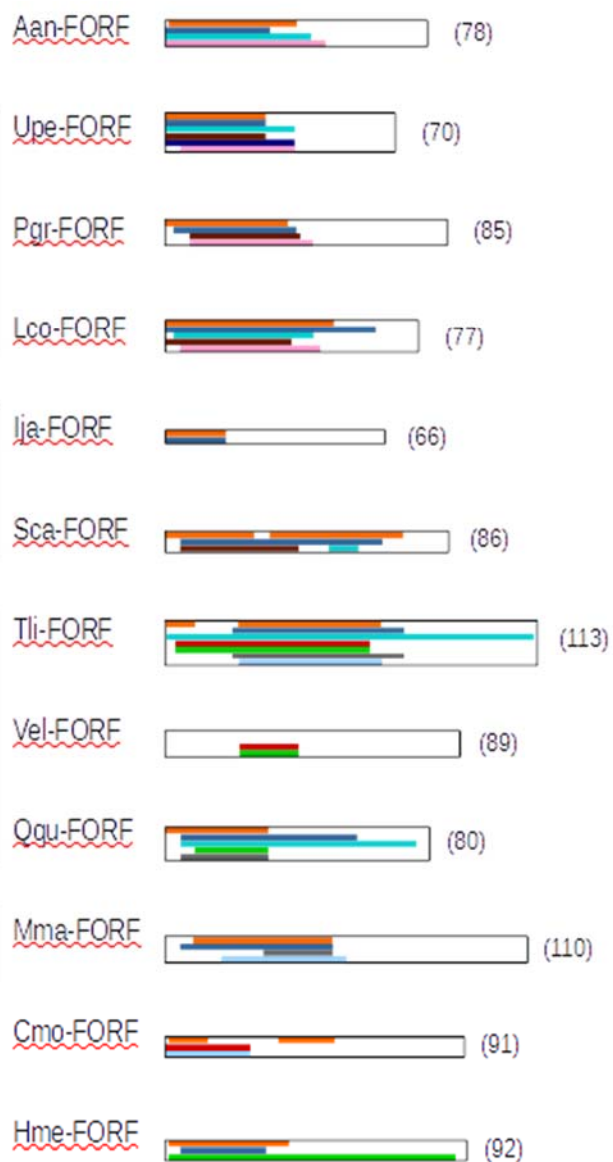 Aan-FORF (78)
Upe-FORF (70)
Pgr-FORF (85)
Lco-FORF (77)
Ija-FORF (66)
Sca-FORF (86)
Tli-FORF (113)
Vel-FORF (89)
Qqu-FORF (80)
Mma-FORF (110)
Cmo-FORF (91)
Hme-FORF (92)